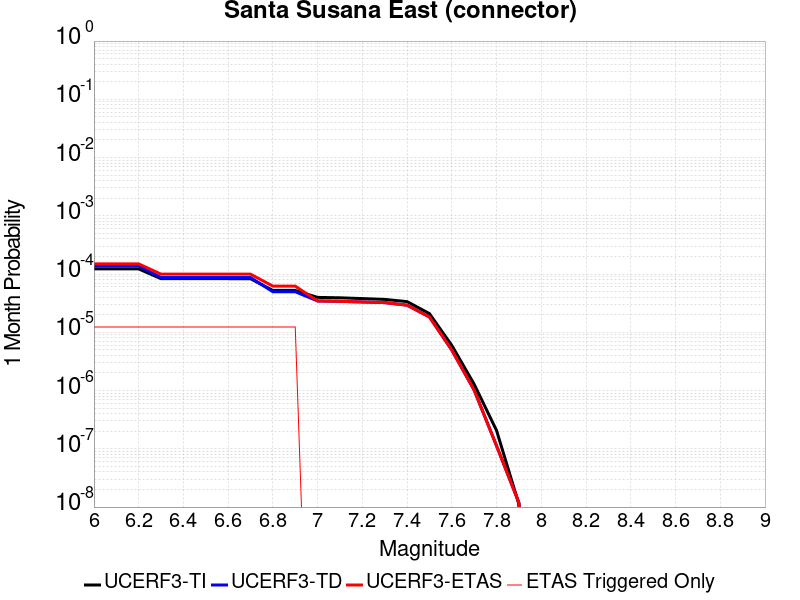 Santa Susana East (connector)
10^0
10^-1
10^-2
10^-3
10^-4
10^-5
10^-6
10^-7
10^-8
1 Month Probability
6 6.2 6.4 6.6 6.8 7 7.2 7.4 7.6 7.8 8 8.2 8.4 8.6 8.8 9
Magnitude
UCERF3-TI UCERF3-TD UCERF3-ETAS ETAS Triggered Only